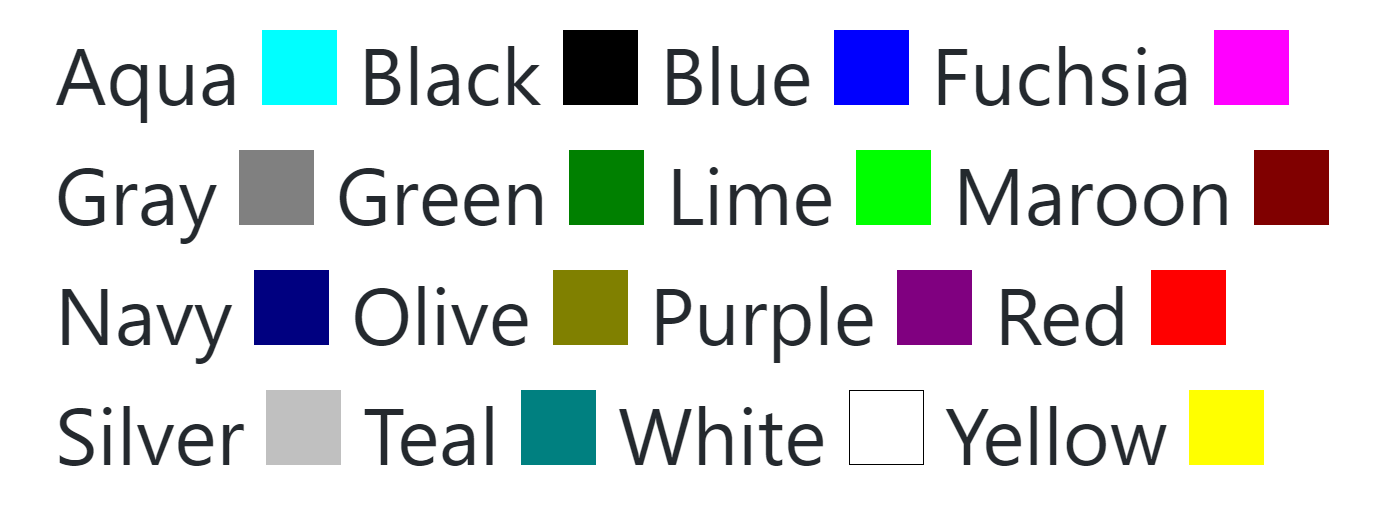 Aqua Black Blue Fuchsia
Gray Green Lime Maroon
Navy Olive Purple Red
Silver Teal White Yellow